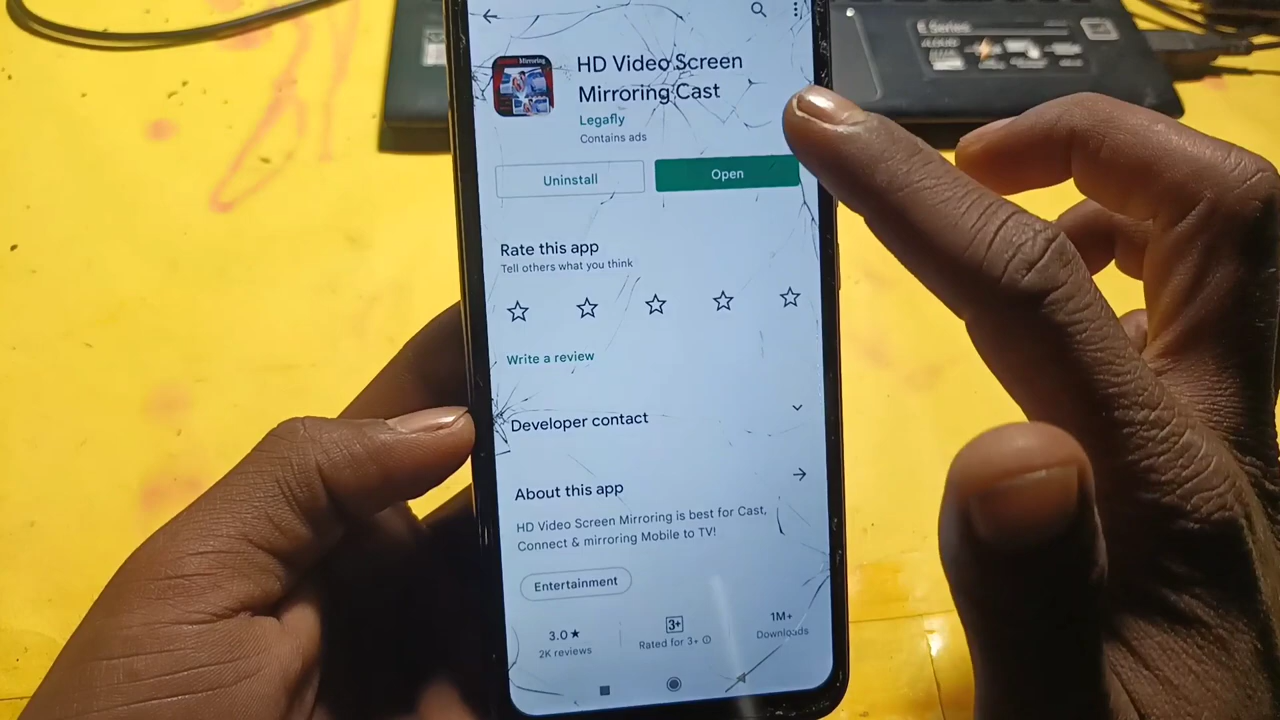 HD Video Screen
Mirroring Cast
Legafly
Contains ads
Uninstall
Open
Rate this app
Tell others what you think
Write a review
Developer contact
About this app
HD Video Screen Mirroring is best for Cast,
Connect & mirroring Mobile to TV!
Entertainment
3.0★
2K reviews
3+
Rated for 3+
1M+
Downloads
Mirroring
E Series